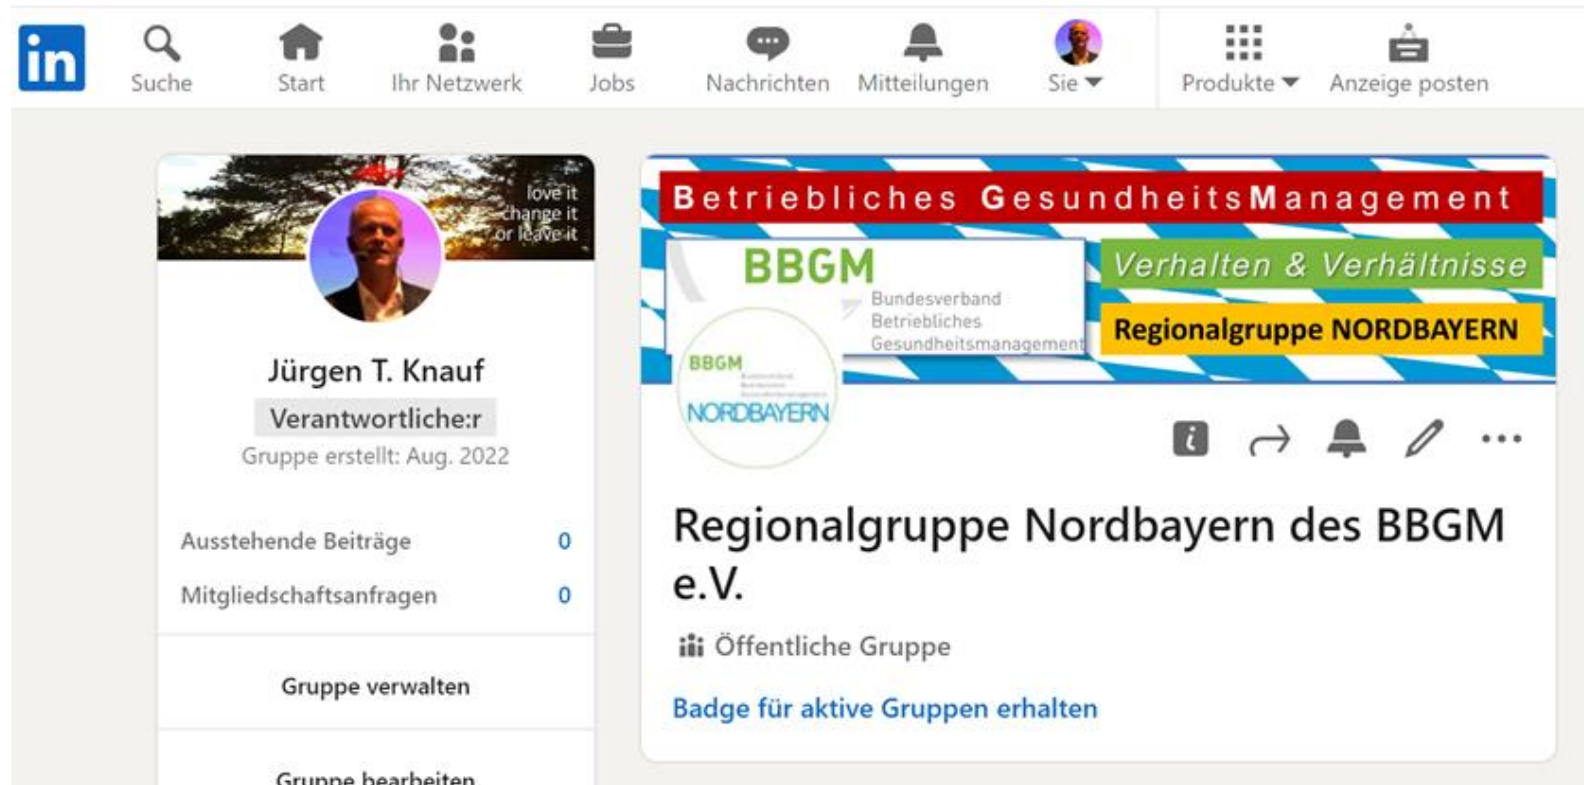 in
Suche
Start
Ihr Netzwerk
Jobs
Nachrichten
Mitteilungen
Sie
Produkte
Anzeige posten
love it
change it
or leave it
Jürgen T. Knauf
Verantwortliche:r
Gruppe erstellt: Aug. 2022
Ausstehende Beiträge 0
Mitgliedschaftsanfragen 0
Gruppe verwalten
Gruppe bearbeiten
Betriebliches GesundheitsManagement
BBGM
Bundesverband
Betriebliches
Gesundheitsmanagement
Verhalten & Verhältnisse
Regionalgruppe NORDBAYERN
BBGM
NORDBAYERN
Regionalgruppe Nordbayern des BBGM
e.V.
Öffentliche Gruppe
Badge für aktive Gruppen erhalten